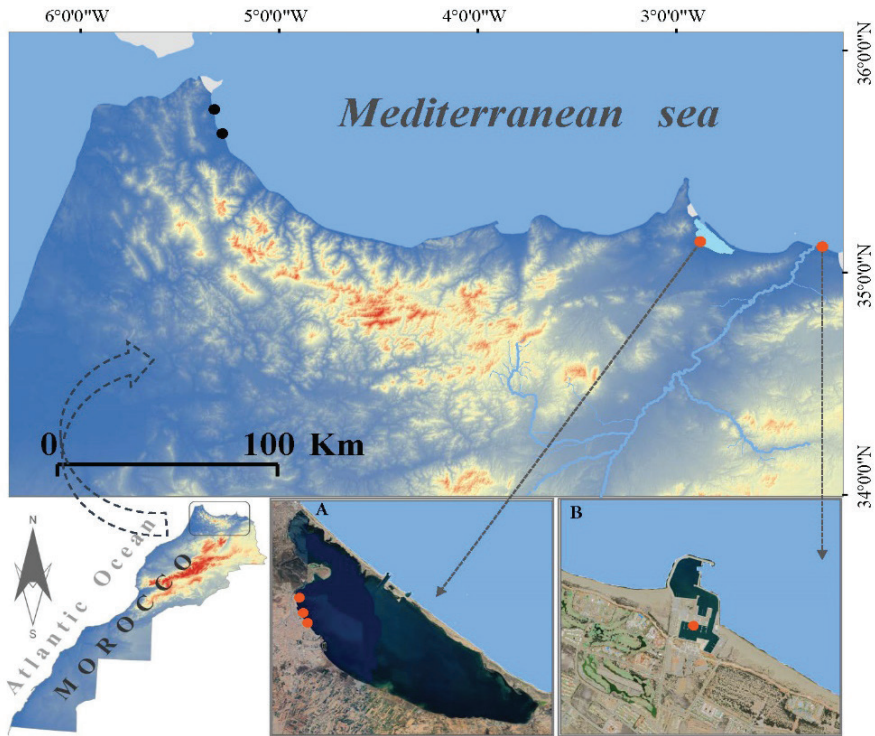 6°0'0"W 5°0'0"W 4°0'0"W 3°0'0"W
36°0'0"N
Mediterranean sea
35°0'0"N
0 100 Km
34°0'0"N
N
S
Atlantic Ocean
MOROCCO
A
B